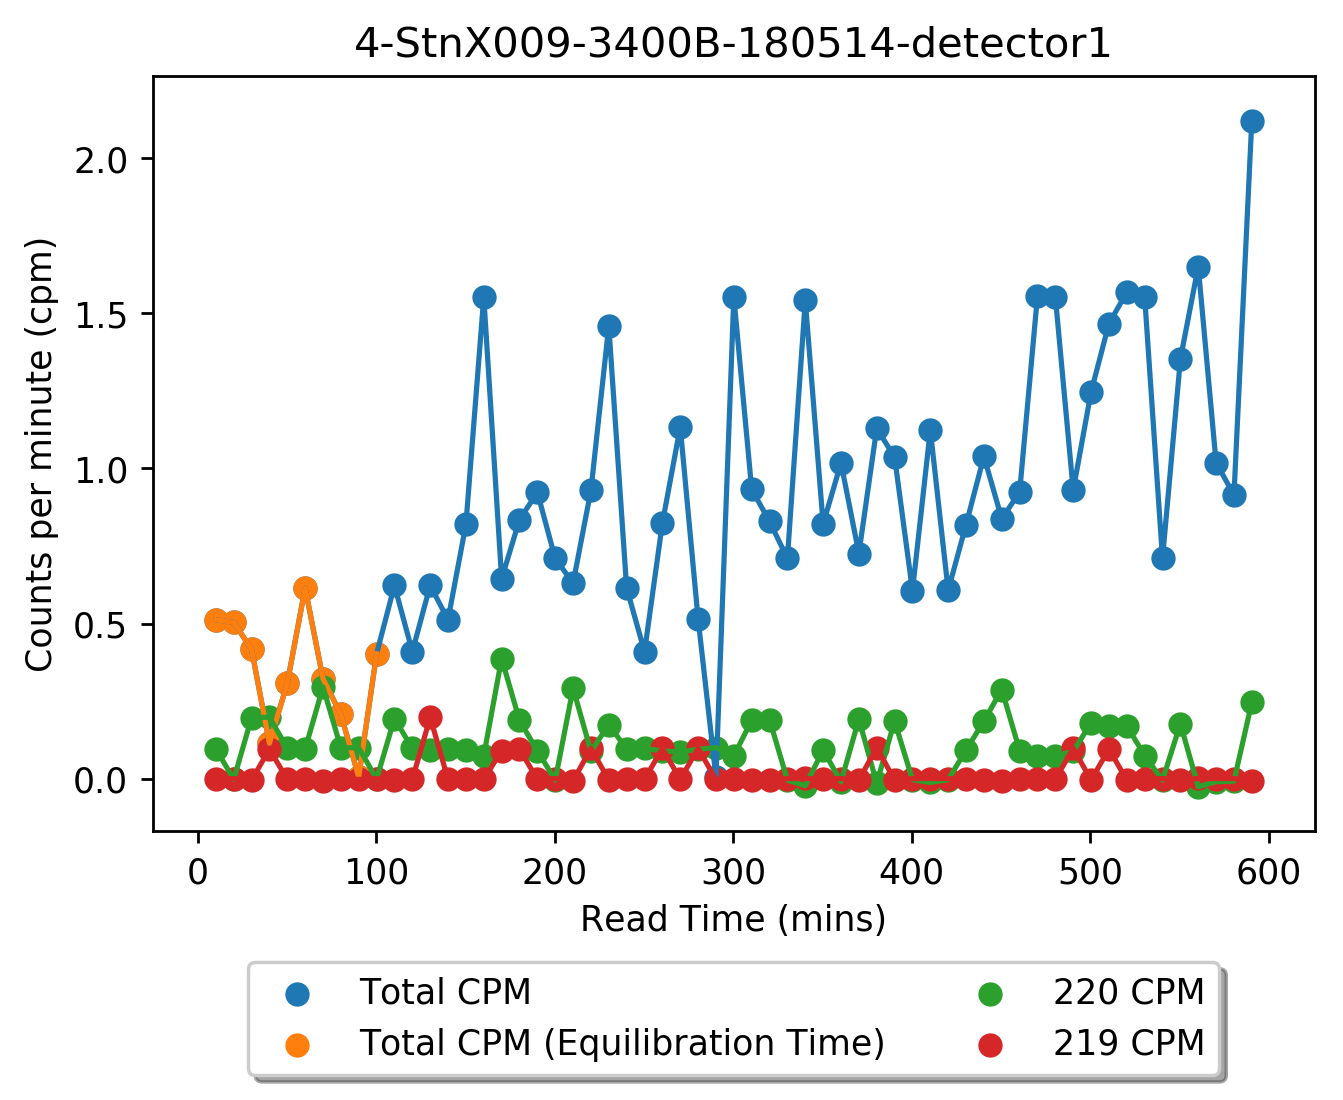 4-StnX009-3400B-180514-detector1
Counts per minute (cpm)
2.0
1.5
1.0
0.5
0.0
0 100 200 300 400 500 600
Read Time (mins)
Total CPM
Total CPM (Equilibration Time)
220 CPM
219 CPM